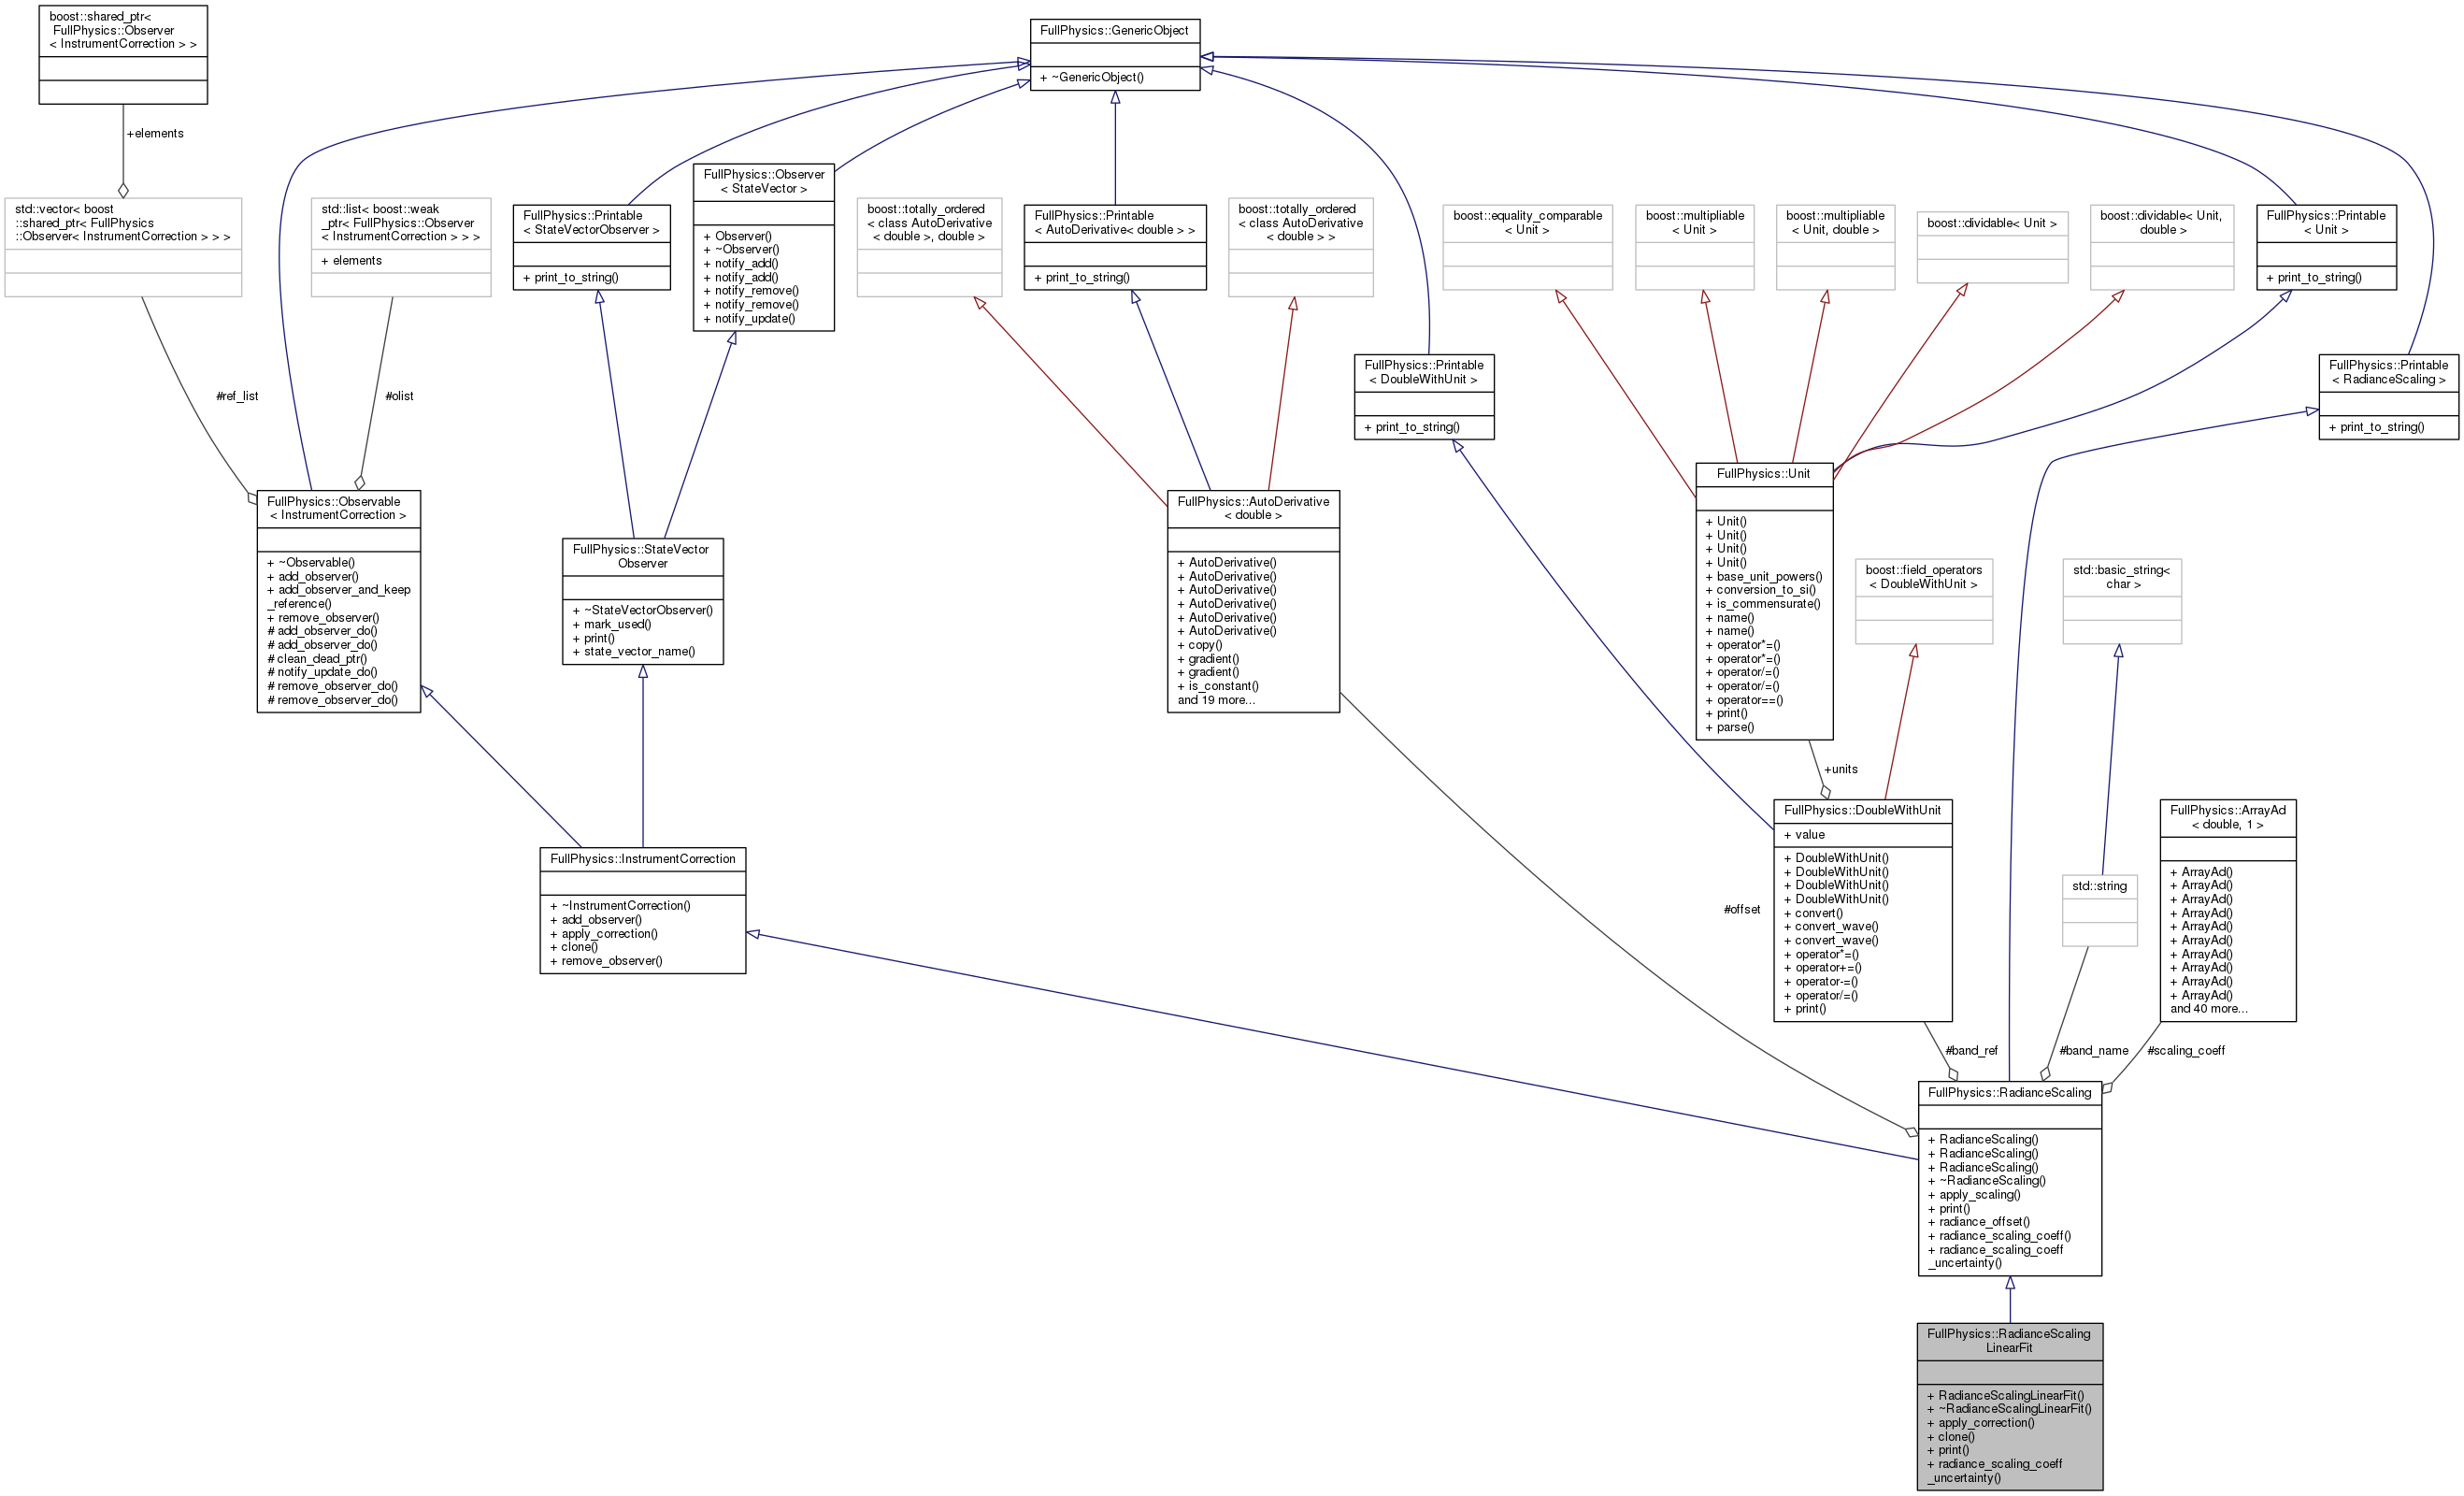 boost::shared_ptr<
FullPhysics::Observer
< InstrumentCorrection > >
FullPhysics::GenericObject
+ ~GenericObject()
+elements
std::vector< boost
::shared_ptr< FullPhysics
::Observer< InstrumentCorrection > > >
std::list< boost::weak
_ptr< FullPhysics::Observer
< InstrumentCorrection > > >
+ elements
FullPhysics::Printable
< StateVectorObserver >
+ print_to_string()
FullPhysics::Observer
< StateVector >
+ Observer()
+ ~Observer()
+ notify_add()
+ notify_add()
+ notify_remove()
+ notify_remove()
+ notify_update()
boost::totally_ordered
< class AutoDerivative
< double >, double >
FullPhysics::Printable
< AutoDerivative< double > >
+ print_to_string()
boost::totally_ordered
< class AutoDerivative
< double > >
FullPhysics::Printable
< DoubleWithUnit >
+ print_to_string()
boost::equality_comparable
< Unit >
boost::multipliable
< Unit >
boost::multipliable
< Unit, double >
boost::dividable< Unit >
boost::dividable< Unit,
double >
FullPhysics::Printable
< Unit >
+ print_to_string()
FullPhysics::Printable
< RadianceScaling >
+ print_to_string()
#ref_list
#olist
FullPhysics::Observable
< InstrumentCorrection >
+ ~Observable()
+ add_observer()
+ add_observer_and_keep
_reference()
+ remove_observer()
# add_observer_do()
# add_observer_do()
# clean_dead_ptr()
# notify_update_do()
# remove_observer_do()
# remove_observer_do()
FullPhysics::StateVector
Observer
+ ~StateVectorObserver()
+ mark_used()
+ print()
+ state_vector_name()
FullPhysics::AutoDerivative
< double >
+ AutoDerivative()
+ AutoDerivative()
+ AutoDerivative()
+ AutoDerivative()
+ AutoDerivative()
+ AutoDerivative()
+ copy()
+ gradient()
+ gradient()
+ is_constant()
and 19 more...
FullPhysics::Unit
+ Unit()
+ Unit()
+ Unit()
+ Unit()
+ base_unit_powers()
+ conversion_to_si()
+ is_commensurate()
+ name()
+ name()
+ operator*=()
+ operator*=()
+ operator/=()
+ operator/=()
+ operator==()
+ print()
+ parse()
boost::field_operators
< DoubleWithUnit >
std::basic_string<
char >
+units
FullPhysics::InstrumentCorrection
+ ~InstrumentCorrection()
+ add_observer()
+ apply_correction()
+ clone()
+ remove_observer()
#offset
FullPhysics::DoubleWithUnit
+ value
+ DoubleWithUnit()
+ DoubleWithUnit()
+ DoubleWithUnit()
+ DoubleWithUnit()
+ convert()
+ convert_wave()
+ convert_wave()
+ operator*=()
+ operator+=()
+ operator-=()
+ operator/=()
+ print()
std::string
FullPhysics::ArrayAd
< double, 1 >
+ ArrayAd()
+ ArrayAd()
+ ArrayAd()
+ ArrayAd()
+ ArrayAd()
+ ArrayAd()
+ ArrayAd()
+ ArrayAd()
+ ArrayAd()
+ ArrayAd()
and 40 more...
#band_ref
#band_name
#scaling_coeff
FullPhysics::RadianceScaling
+ RadianceScaling()
+ RadianceScaling()
+ RadianceScaling()
+ ~RadianceScaling()
+ apply_scaling()
+ print()
+ radiance_offset()
+ radiance_scaling_coeff()
+ radiance_scaling_coeff
_uncertainty()
FullPhysics::RadianceScaling
LinearFit
+ RadianceScalingLinearFit()
+ ~RadianceScalingLinearFit()
+ apply_correction()
+ clone()
+ print()
+ radiance_scaling_coeff
_uncertainty()